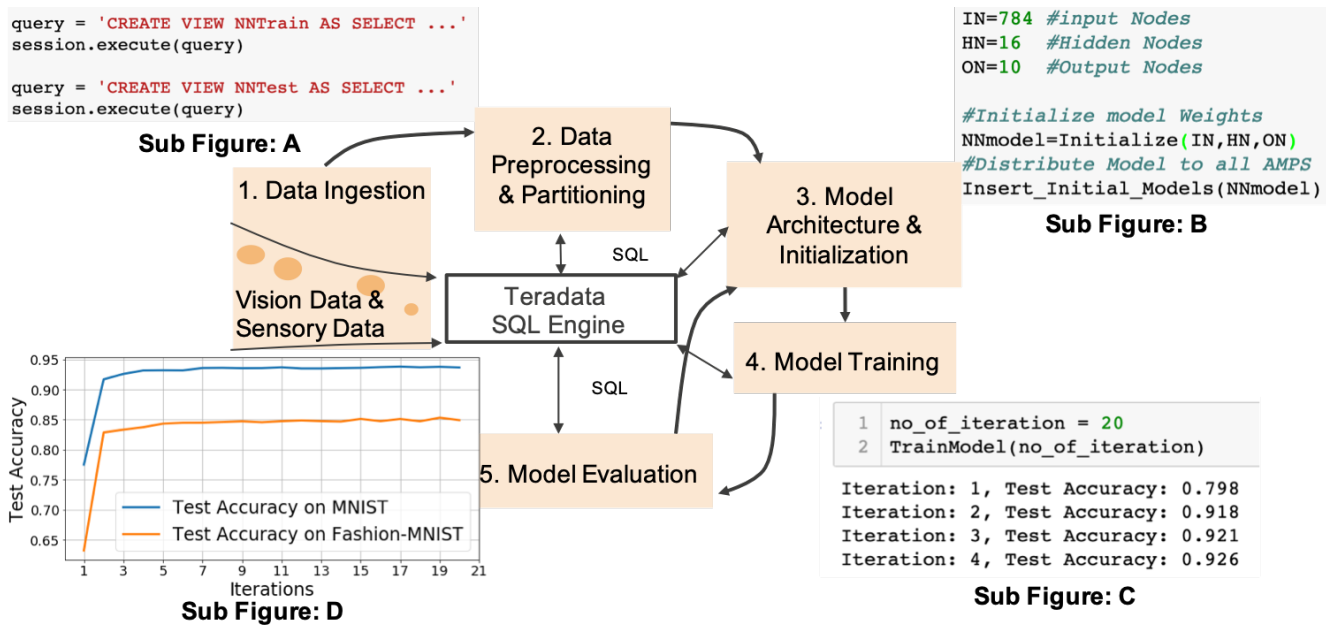 query = 'CREATE VIEW NNTrain AS SELECT ...'
session.execute(query)
query = 'CREATE VIEW NNTest AS SELECT ...'
session.execute(query)
Sub Figure: A
IN=784 #input Nodes
HN=16 #Hidden Nodes
ON=10 #Output Nodes
#Initialize model Weights
NNmodel=Initialize(IN,HN,ON)
#Distribute Model to all AMPS
Insert_Initial_Models(NNmodel)
Sub Figure: B
1. Data Ingestion
Vision Data &
Sensory Data
2. Data
Preprocessing
& Partitioning
3. Model
Architecture &
Initialization
SQL
Teradata
SQL Engine
SQL
4. Model Training
5. Model Evaluation
1 no_of_iteration = 20
2 TrainModel(no_of_iteration)
Iteration: 1, Test Accuracy: 0.798
Iteration: 2, Test Accuracy: 0.918
Iteration: 3, Test Accuracy: 0.921
Iteration: 4, Test Accuracy: 0.926
Sub Figure: C
Test Accuracy
0.95
0.90
0.85
0.80
0.75
0.70
0.65
Test Accuracy on MNIST
Test Accuracy on Fashion-MNIST
1 3 5 7 9 11 13 15 17 19 21
Iterations
Sub Figure: D